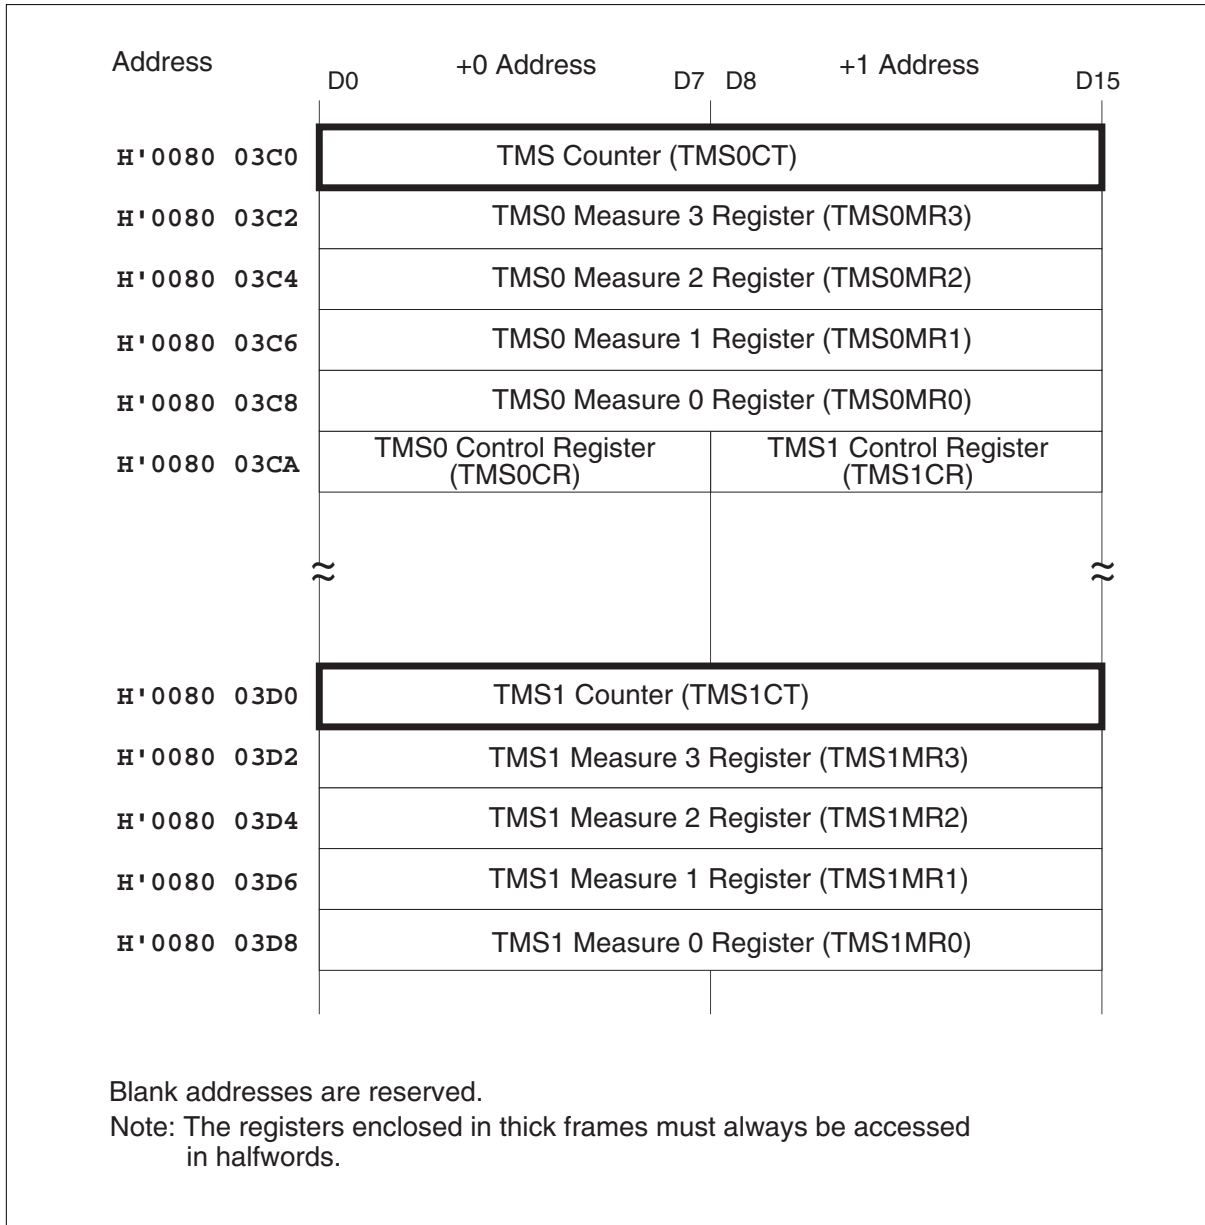 Address
+0 Address
+1 Address
D0
D7
D8
D15
H'0080 03C0
TMS Counter (TMS0CT)
H'0080 03C2
TMS0 Measure 3 Register (TMS0MR3)
H'0080 03C4
TMS0 Measure 2 Register (TMS0MR2)
H'0080 03C6
TMS0 Measure 1 Register (TMS0MR1)
H'0080 03C8
TMS0 Measure 0 Register (TMS0MR0)
H'0080 03CA
TMS0 Control Register
(TMS0CR)
TMS1 Control Register
(TMS1CR)
≈
≈
H'0080 03D0
TMS1 Counter (TMS1CT)
H'0080 03D2
TMS1 Measure 3 Register (TMS1MR3)
H'0080 03D4
TMS1 Measure 2 Register (TMS1MR2)
H'0080 03D6
TMS1 Measure 1 Register (TMS1MR1)
H'0080 03D8
TMS1 Measure 0 Register (TMS1MR0)
Blank addresses are reserved.
Note: The registers enclosed in thick frames must always be accessed
in halfwords.